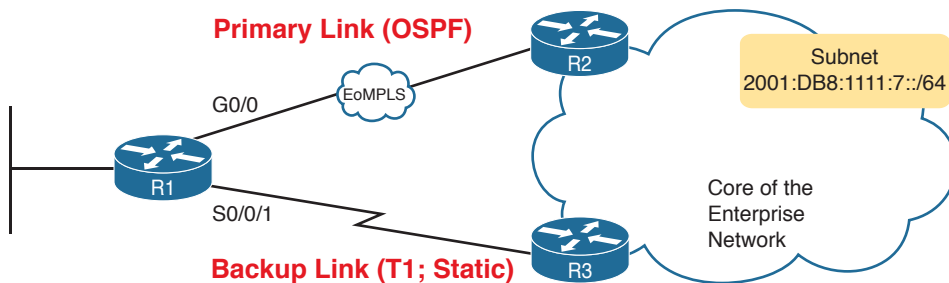 Primary Link (OSPF)
R2
Subnet
2001:DB8:1111:7::/64
EoMPLS
G0/0
R1
S0/0/1
Core of the
Enterprise
Network
Backup Link (T1; Static)
R3